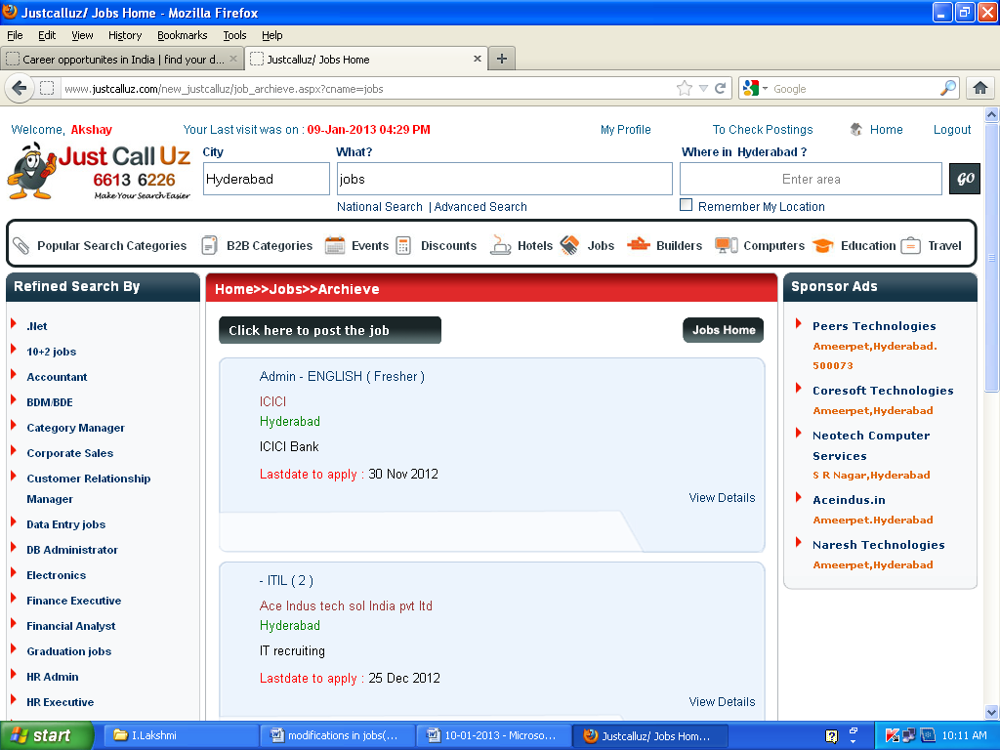 Justcalluz/ Jobs Home - Mozilla Firefox
File Edit View History Bookmarks Tools Help
Career opportunites in India | find your d...
Justcalluz/ Jobs Home
www.justcalluz.com/new_justcalluz/job_archieve.aspx?cname=jobs
Google
Welcome, Akshay
Your Last visit was on : 09-Jan-2013 04:29 PM
My Profile
To Check Postings
Home
Logout
Just Call Uz
6613 6226
Make Your Search Easier
City
What?
Where in Hyderabad ?
Hyderabad
jobs
Enter area
GO
National Search | Advanced Search
Remember My Location
Popular Search Categories
B2B Categories
Events
Discounts
Hotels
Jobs
Builders
Computers
Education
Travel
Refined Search By
.Net
10+2 jobs
Accountant
BDM/BDE
Category Manager
Corporate Sales
Customer Relationship
Manager
Data Entry jobs
DB Administrator
Electronics
Finance Executive
Financial Analyst
Graduation jobs
HR Admin
HR Executive
Home>>Jobs>>Archieve
Click here to post the job
Jobs Home
Admin - ENGLISH ( Fresher )
ICICI
Hyderabad
ICICI Bank
Lastdate to apply : 30 Nov 2012
View Details
- ITIL ( 2 )
Ace Indus tech sol India pvt ltd
Hyderabad
IT recruiting
Lastdate to apply : 25 Dec 2012
View Details
Sponsor Ads
Peers Technologies
Ameerpet,Hyderabad.
500073
Coresoft Technologies
Ameerpet,Hyderabad
Neotech Computer
Services
S R Nagar,Hyderabad
Aceindus.in
Ameerpet.Hyderabad
Naresh Technologies
Ameerpet,Hyderabad
start
I.Lakshmi
modifications in jobs(...
10-01-2013 - Microso...
Justcalluz/ Jobs Hom...
10:11 AM